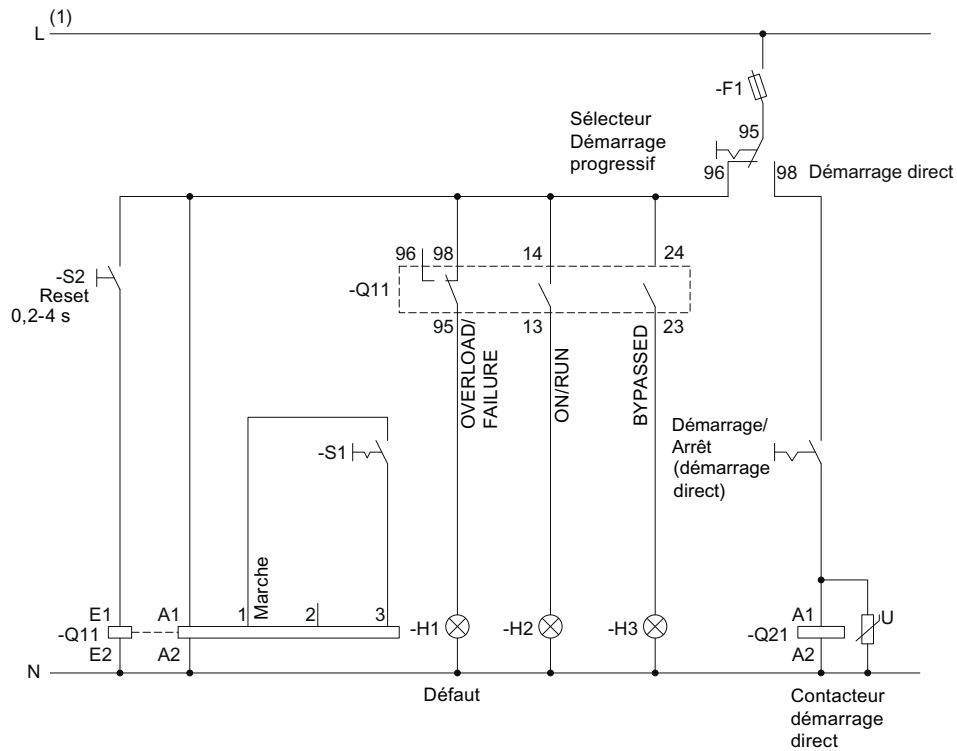 (1)
L
-F1
Sélecteur
Démarrage
progressif
95
96
98
Démarrage direct
-S2
Reset
0,2-4 s
96
98
14
24
-Q11
95
13
23
OVERLOAD/
FAILURE
ON/RUN
BYPASSED
-S1
Démarrage/
Arrêt
(démarrage
direct)
Marche
E1
A1
1
2
3
-Q11
E2
A2
-H1
-H2
-H3
A1
-Q21
A2
U
N
Défaut
Contacteur
démarrage
direct